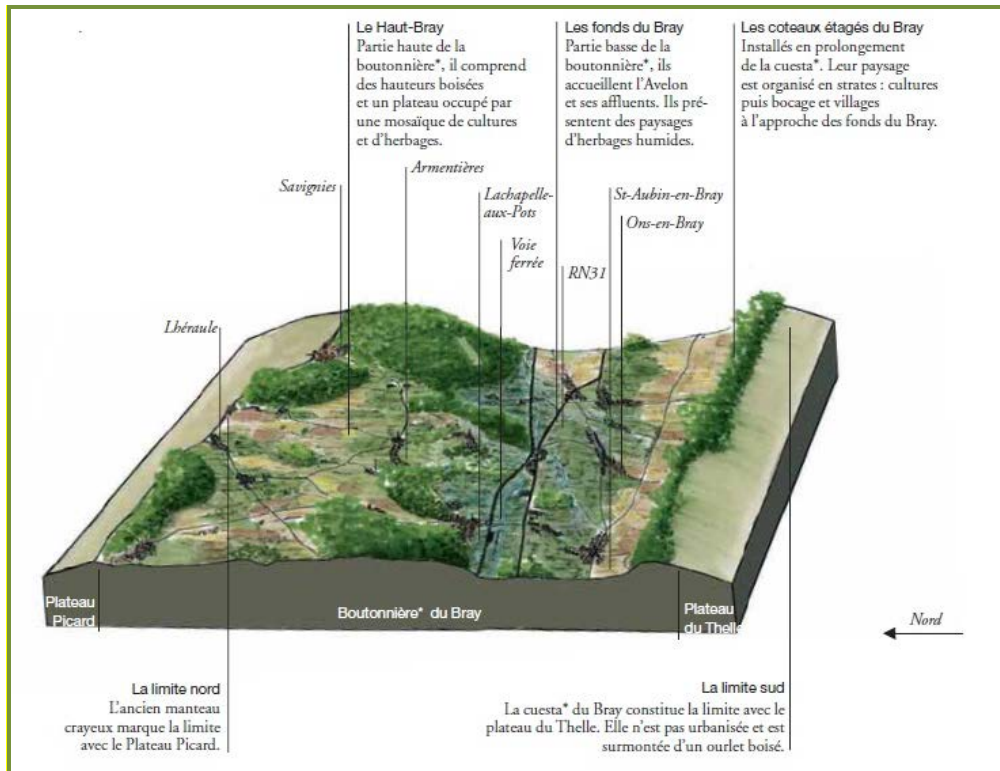 Le Haut-Bray
Partie haute de la
boutonnière*, il comprend
des hauteurs boisées
et un plateau occupé par
une mosaïque de cultures
et d'herbages.
Les fonds du Bray
Partie basse de la
boutonnière*, ils
accueillent l'Avelon
et ses affluents. Ils pré-
sentent des paysages
d'herbages humides.
Les coteaux étagés du Bray
Installés en prolongement
de la cuesta*. Leur paysage
est organisé en strates : cultures
puis bocage et villages
à l'approche des fonds du Bray.
Savignies
Armentières
Lachapelle-
aux-Pots
St-Aubin-en-Bray
Ons-en-Bray
Voie
ferrée
RN31
Lhéraule
Plateau
Picard
Boutonnière* du Bray
Plateau
du Thelle
Nord
La limite nord
L'ancien manteau
crayeux marque la limite
avec le Plateau Picard.
La limite sud
La cuesta* du Bray constitue la limite avec le
plateau du Thelle. Elle n'est pas urbanisée et est
surmontée d'un ourlet boisé.